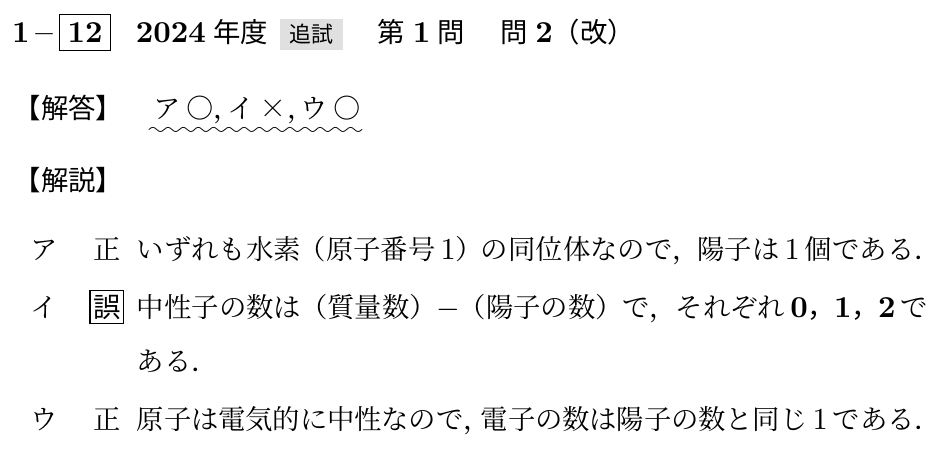 1－12 2024 年度 追試 第 1 問 問 2（改）
【解答】 ア ○, イ ×, ウ ○
【解説】
ア 正 いずれも水素（原子番号 1）の同位体なので，陽子は 1 個である．
イ 誤 中性子の数は（質量数）－（陽子の数）で，それぞれ 0，1，2 で
ある．
ウ 正 原子は電気的に中性なので，電子の数は陽子の数と同じ 1 である．